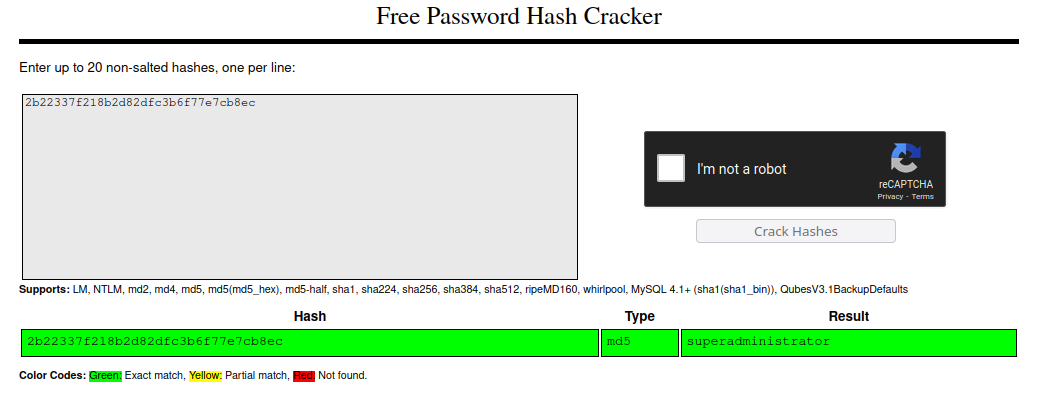 Free Password Hash Cracker
Enter up to 20 non-salted hashes, one per line:
2b22337f218b2d82dfc3b6f77e7cb8ec
I'm not a robot
reCAPTCHA
Privacy - Terms
Crack Hashes
Supports: LM, NTLM, md2, md4, md5, md5(md5_hex), md5-half, sha1, sha224, sha256, sha384, sha512, ripeMD160, whirlpool, MySQL 4.1+ (sha1(sha1_bin)), QubesV3.1BackupDefaults
Hash Type Result
2b22337f218b2d82dfc3b6f77e7cb8ec md5 superadministrator
Color Codes: Green: Exact match, Yellow: Partial match, Red: Not found.